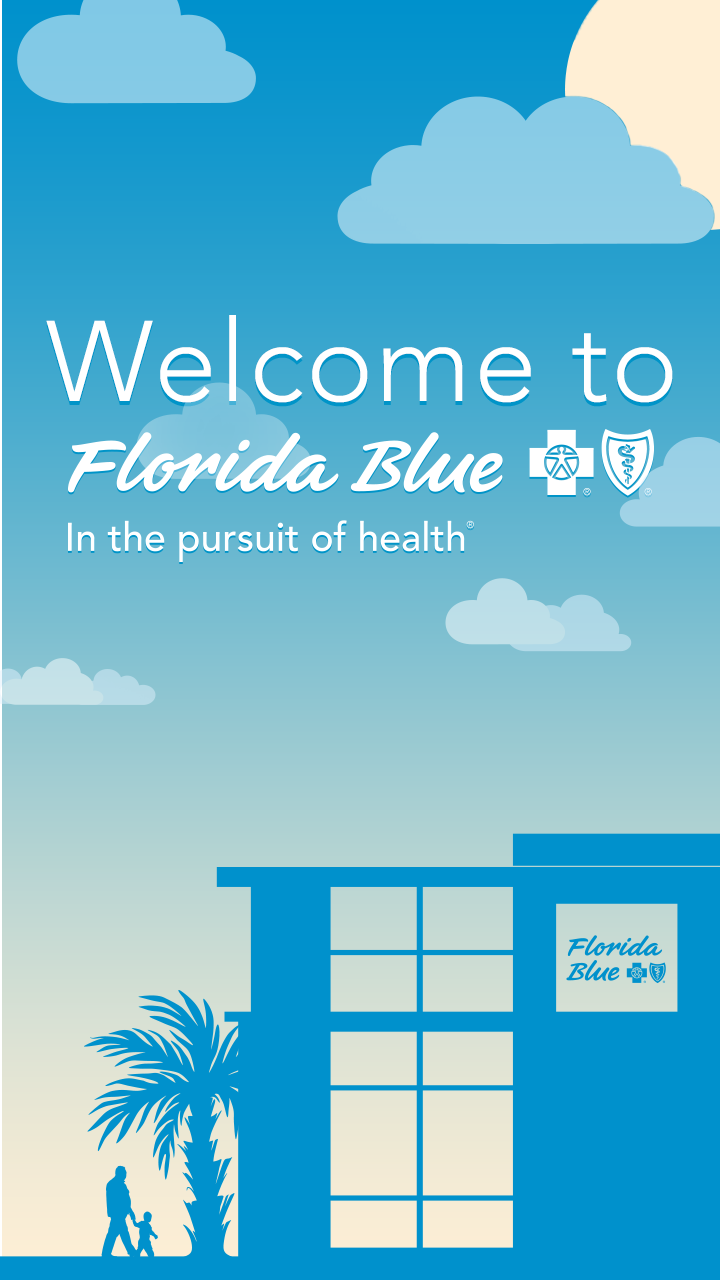 Welcome to
Florida Blue ® ®
In the pursuit of health®
Florida
Blue